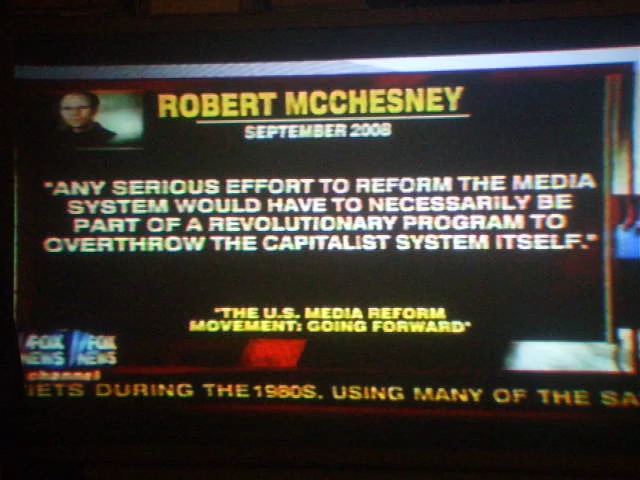 ROBERT MCCHESNEY
SEPTEMBER 2008
"ANY SERIOUS EFFORT TO REFORM THE MEDIA
SYSTEM WOULD HAVE TO NECESSARILY BE
PART OF A REVOLUTIONARY PROGRAM TO
OVERTHROW THE CAPITALIST SYSTEM ITSELF."
"THE U.S. MEDIA REFORM
MOVEMENT: GOING FORWARD"
FOX FOX
NEWS NEWS
channel
IETS DURING THE 1980S, USING MANY OF THE SA